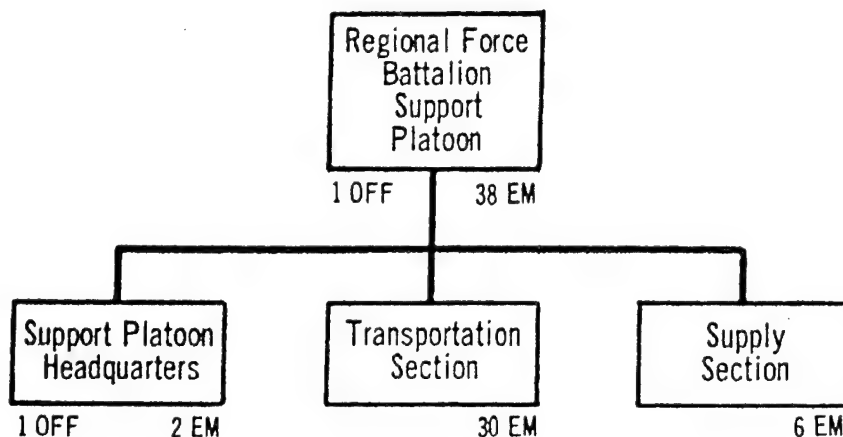 Regional Force
Battalion
Support
Platoon
1 OFF 38 EM
Support Platoon
Headquarters
1 OFF 2 EM
Transportation
Section
30 EM
Supply
Section
6 EM